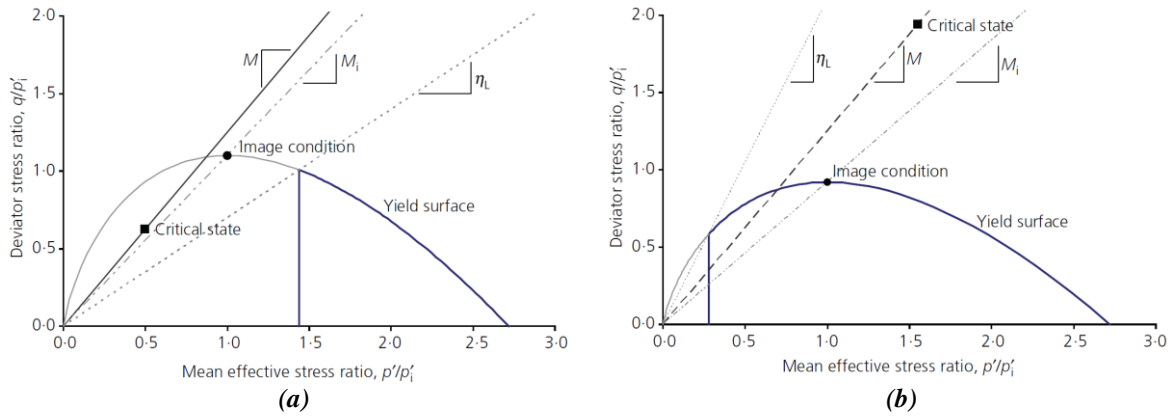 2·0
1·5
1·0
0·5
0·0
Deviator stress ratio, q/p′i
M
Mi
ηL
Image condition
Critical state
Yield surface
0·0 0·5 1·0 1·5 2·0 2·5 3·0
Mean effective stress ratio, p′/p′i
(a)
2·0
1·5
1·0
0·5
0·0
Deviator stress ratio, q/p′i
Critical state
ηL
M
Mi
Image condition
Yield surface
0·0 0·5 1·0 1·5 2·0 2·5 3·0
Mean effective stress ratio, p′/p′i
(b)